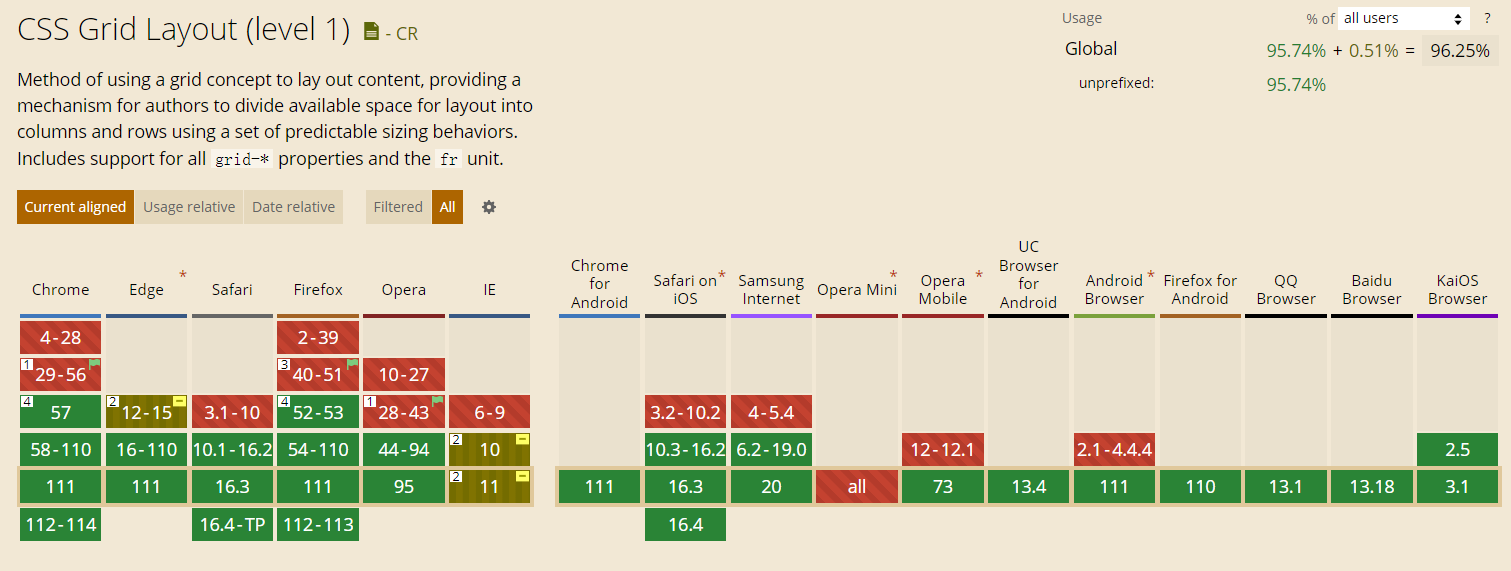 CSS Grid Layout (level 1) - CR
Usage % of all users ?
Global 95.74% + 0.51% = 96.25%
unprefixed: 95.74%
Method of using a grid concept to lay out content, providing a
mechanism for authors to divide available space for layout into
columns and rows using a set of predictable sizing behaviors.
Includes support for all grid-* properties and the fr unit.
Current aligned Usage relative Date relative Filtered All
Chrome Edge * Safari Firefox Opera IE
Chrome for Android Safari on iOS * Samsung Internet Opera Mini * Opera Mobile * UC Browser for Android Android Browser * Firefox for Android QQ Browser Baidu Browser KaiOS Browser
4-28 2-39
1 29-56 3 40-51 10-27
4 57 2 12-15 3.1-10 4 52-53 1 28-43 6-9 3.2-10.2 4-5.4
58-110 16-110 10.1-16.2 54-110 44-94 2 10 10.3-16.2 6.2-19.0 12-12.1 2.1-4.4.4 2.5
111 111 16.3 111 95 2 11 111 16.3 20 all 73 13.4 111 110 13.1 13.18 3.1
112-114 16.4-TP 112-113 16.4